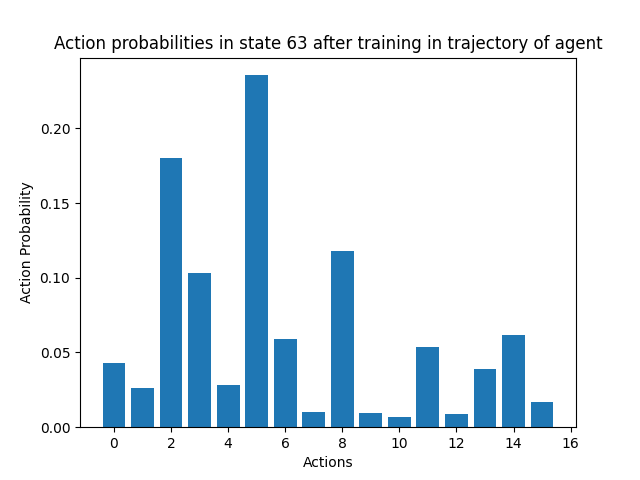 Action probabilities in state 63 after training in trajectory of agent
0.20
0.15
0.10
0.05
0.00
Action Probability
0 2 4 6 8 10 12 14 16
Actions